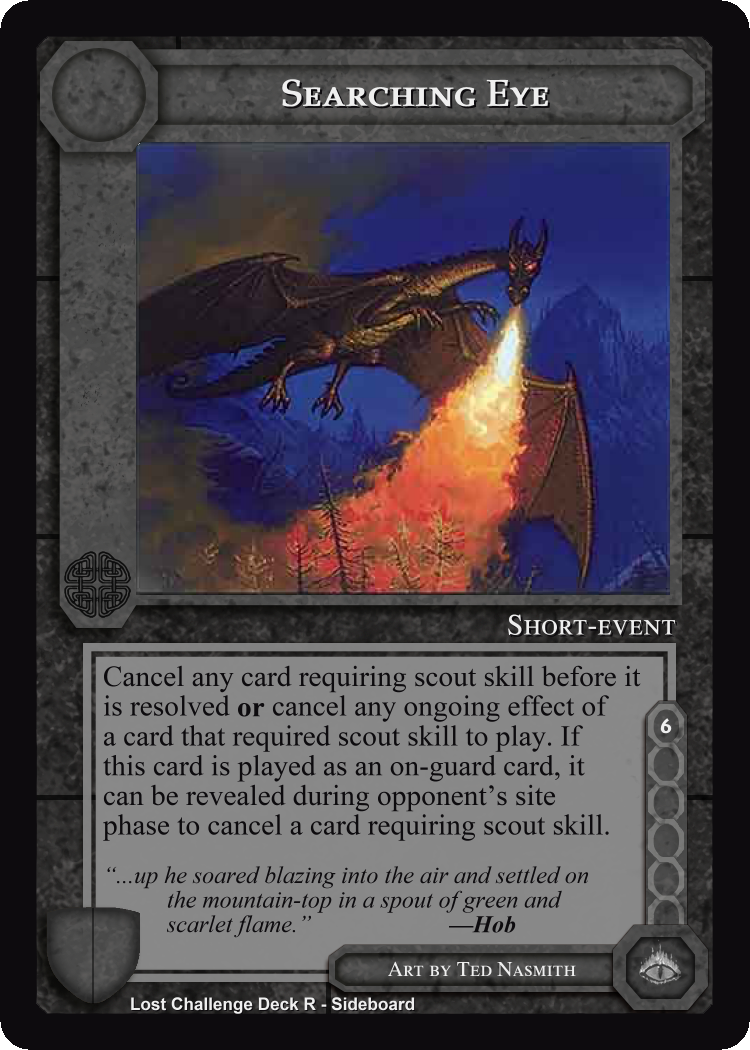 Searching Eye
Short-event
Cancel any card requiring scout skill before it
is resolved or cancel any ongoing effect of
a card that required scout skill to play. If
this card is played as an on-guard card, it
can be revealed during opponent’s site
phase to cancel a card requiring scout skill.
6
“...up he soared blazing into the air and settled on
the mountain-top in a spout of green and
scarlet flame.” —Hob
Art by Ted Nasmith
Lost Challenge Deck R - Sideboard